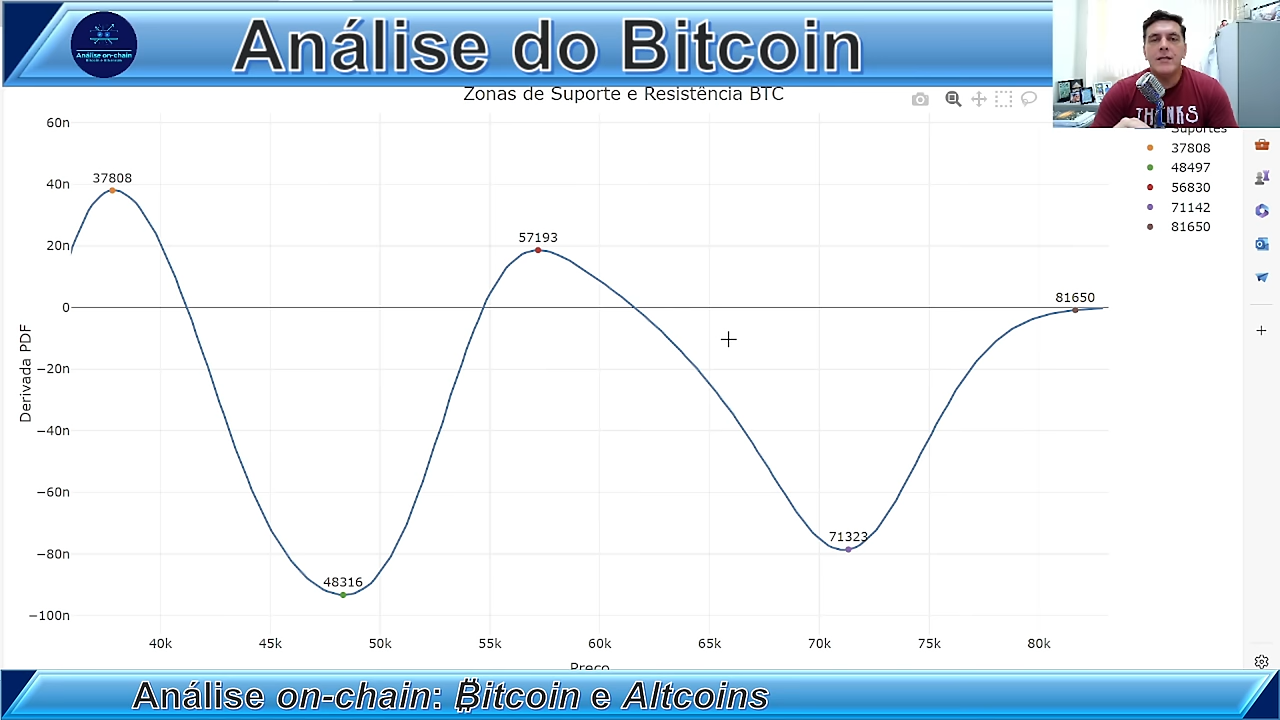 Análise do Bitcoin
Análise on-chain
Zonas de Suporte e Resistência BTC
THINKS
Suportes
37808
48497
56830
71142
81650
60n
40n
20n
0
−20n
−40n
−60n
−80n
−100n
Derivada PDF
37808
48316
57193
71323
81650
40k
45k
50k
55k
60k
65k
70k
75k
80k
Preço
Análise on-chain: ₿itcoin e Altcoins